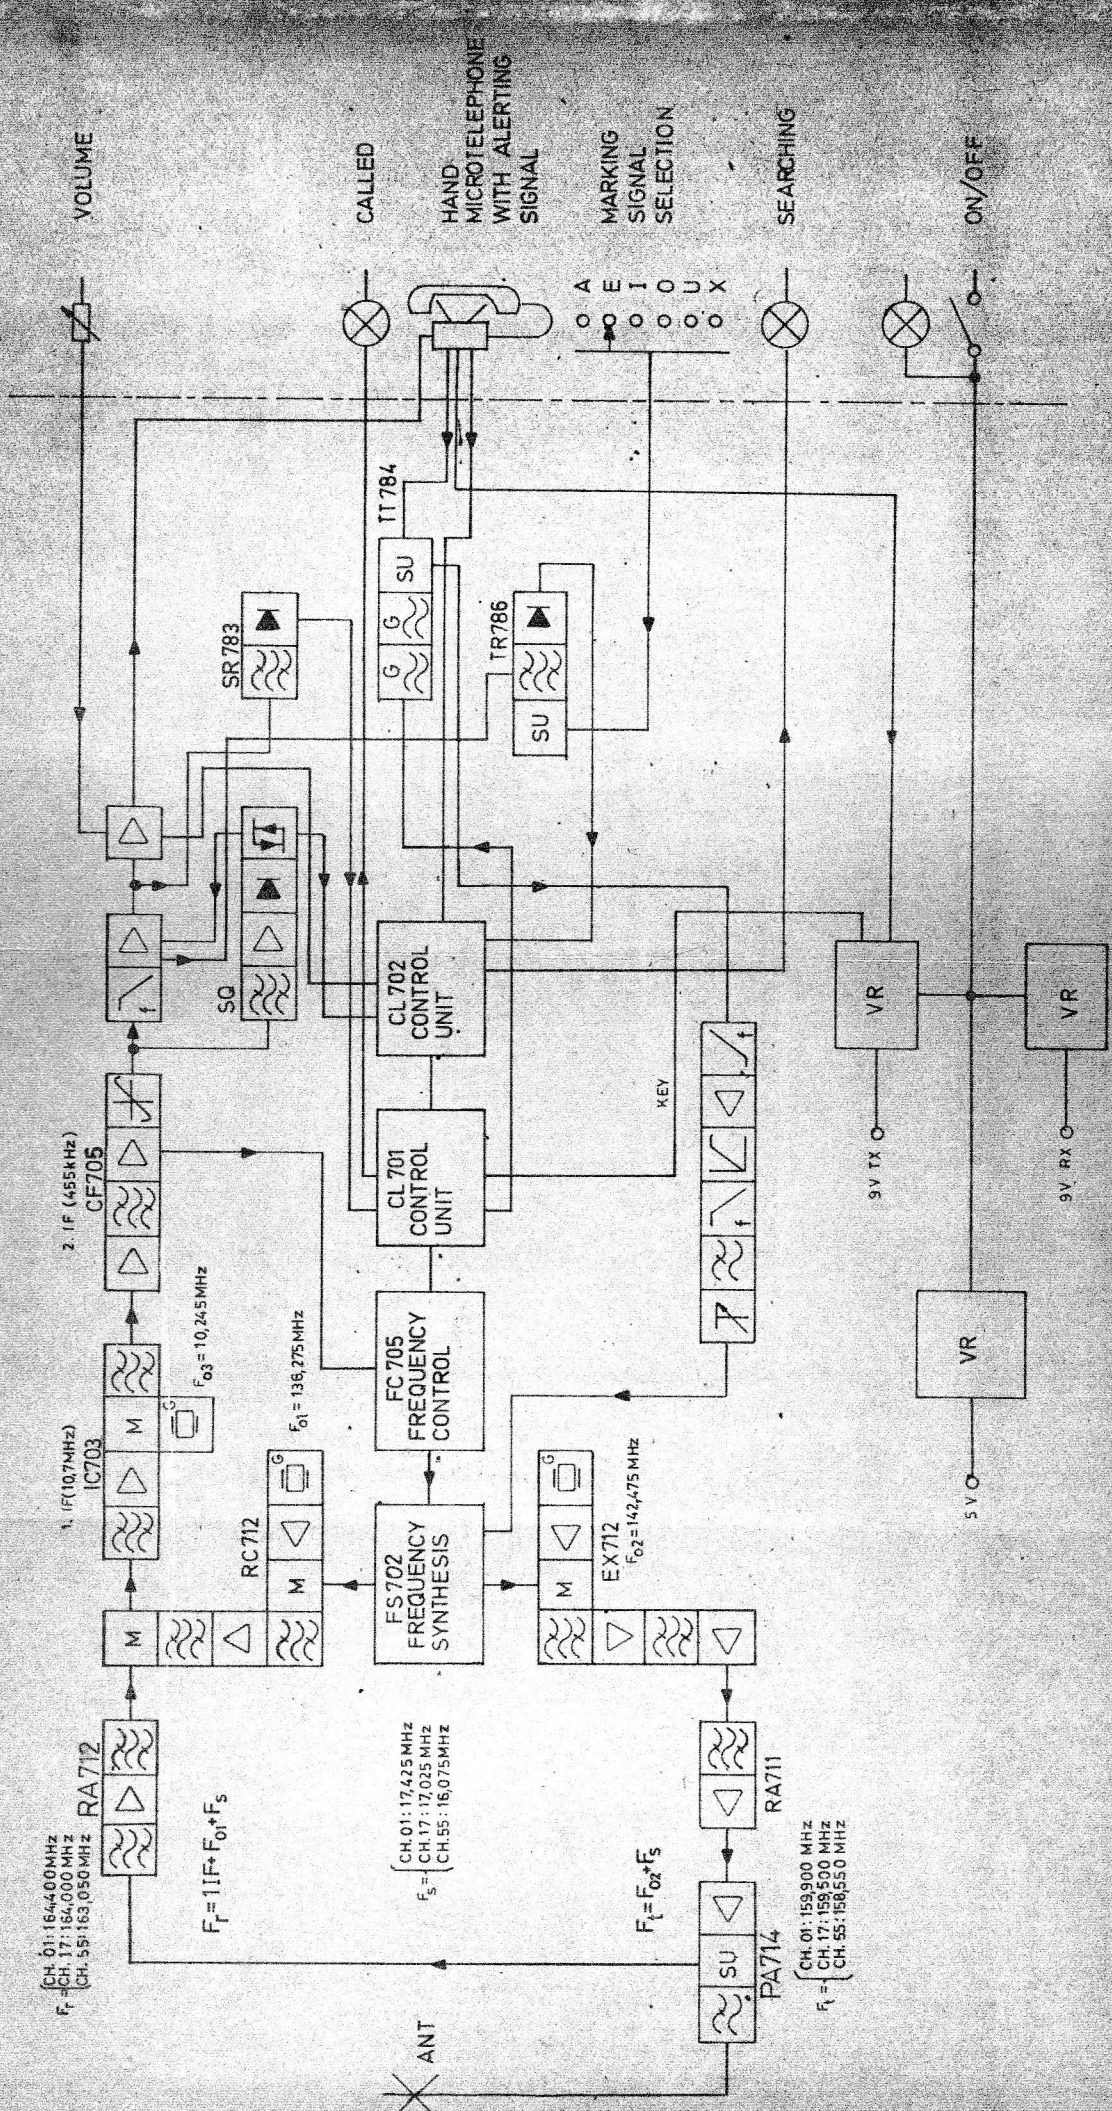 VOLUME
CALLED
HAND
MICROTELEPHONE
WITH ALERTING
SIGNAL
MARKING
SIGNAL
SELECTION
SEARCHING
ON/OFF
A
E
I
O
U
X
TT784
G
G
SU
SR783
TR786
SU
SQ
f
CL702
CONTROL
UNIT
CL701
CONTROL
UNIT
KEY
f
f
VR
9V TX
VR
9V RX
VR
5V
2. IF (455kHz)
CF705
1. IF (10,7MHz)
IC703
M
G
Fo3 = 10,245MHz
Fo1 = 136,275MHz
FC705
FREQUENCY
CONTROL
FS702
FREQUENCY
SYNTHESIS
RC712
G
M
M
EX712
Fo2 = 142,475MHz
G
M
RA712
Fr = CH. 01:164,400MHz
CH. 17:164,000MHz
CH. 55:163,050MHz
Fr=1IF+Fo1+Fs
Fs = CH. 01: 17,425MHz
CH. 17: 17,025MHz
CH. 55: 16,075MHz
Ft=Fo2+Fs
RA711
PA714
SU
Ft = CH. 01: 159,900 MHz
CH. 17: 159,500 MHz
CH. 55: 158,550 MHz
ANT